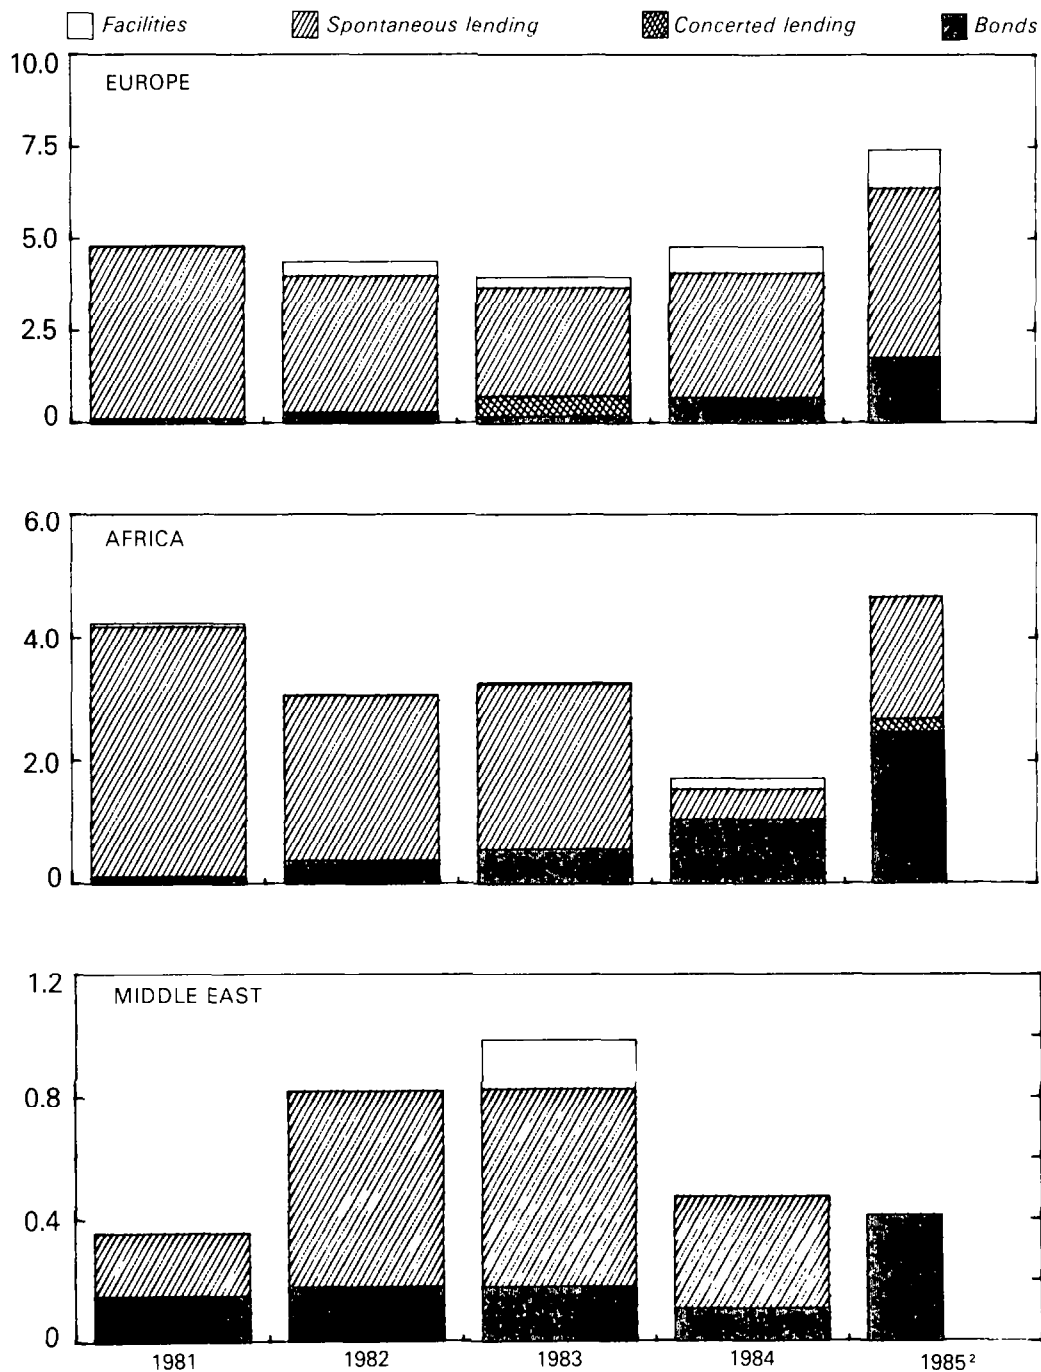 Facilities Spontaneous lending Concerted lending Bonds
10.0
EUROPE
7.5
5.0
2.5
0
6.0
AFRICA
4.0
2.0
0
1.2
MIDDLE EAST
0.8
0.4
0
1981 1982 1983 1984 1985²